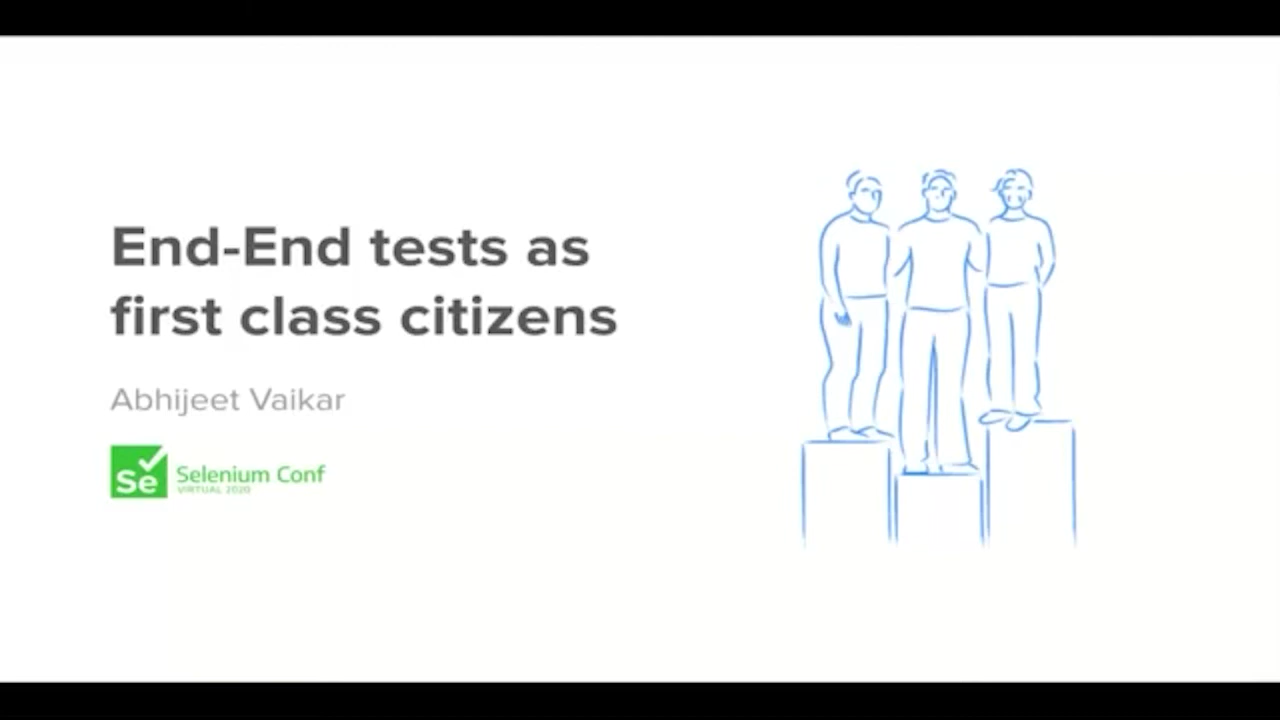 End-End tests as
first class citizens
Abhijeet Vaikar
Se
Selenium Conf
VIRTUAL 2020